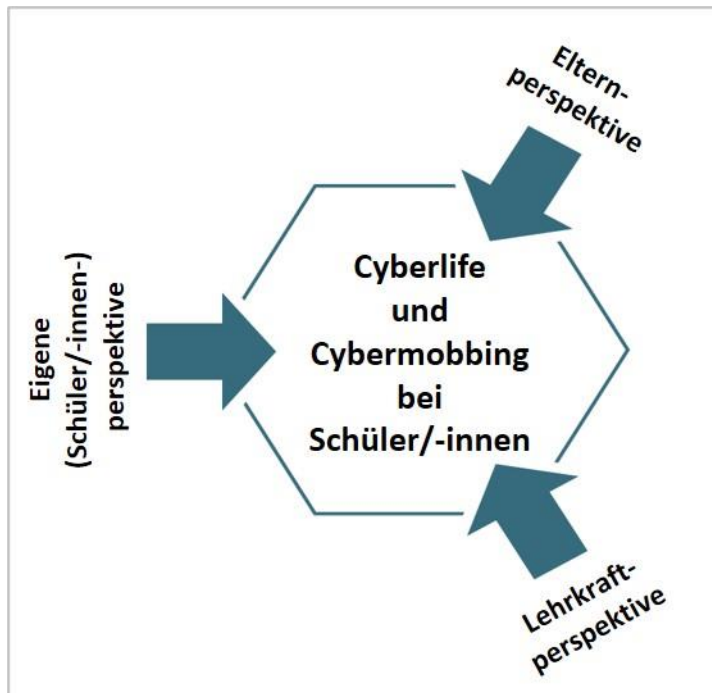 Eltern-
perspektive
Cyberlife
und
Cybermobbing
bei
Schüler/-innen
Eigene
(Schüler/-innen-)
perspektive
Lehrkraft-
perspektive